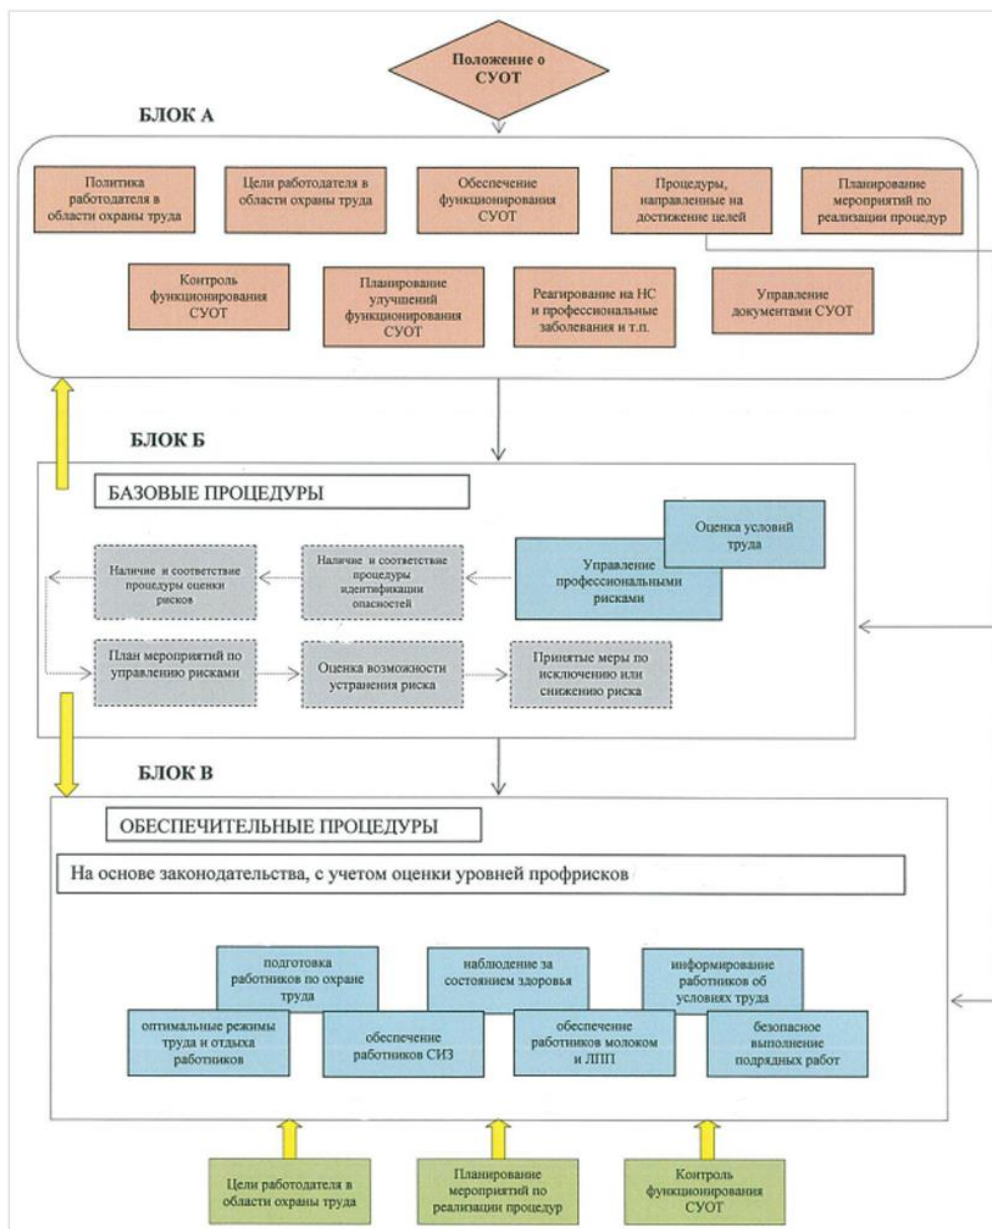 Положение о
СУОТ
БЛОК А
Политика
работодателя в
области охраны труда
Цели работодателя в
области охраны труда
Обеспечение
функционирования
СУОТ
Процедуры,
направленные на
достижение целей
Планирование
мероприятий по
реализации процедур
Контроль
функционирования
СУОТ
Планирование
улучшений
функционирования
СУОТ
Реагирование на НС
и профессиональные
заболевания и т.п.
Управление
документами СУОТ
БЛОК Б
БАЗОВЫЕ ПРОЦЕДУРЫ
Оценка условий
труда
Управление
профессиональными
рисками
Наличие и соответствие
процедуры
идентификации
опасностей
Наличие и соответствие
процедуры оценки
рисков
План мероприятий по
управлению рисками
Оценка возможности
устранения риска
Принятые меры по
исключению или
снижению риска
БЛОК В
ОБЕСПЕЧИТЕЛЬНЫЕ ПРОЦЕДУРЫ
На основе законодательства, с учетом оценки уровней профрисков
подготовка
работников по охране
труда
наблюдение за
состоянием здоровья
информирование
работников об
условиях труда
оптимальные режимы
труда и отдыха
работников
обеспечение
работников СИЗ
обеспечение
работников молоком
и ЛПП
безопасное
выполнение
подрядных работ
Цели работодателя в
области охраны труда
Планирование
мероприятий по
реализации процедур
Контроль
функционирования
СУОТ